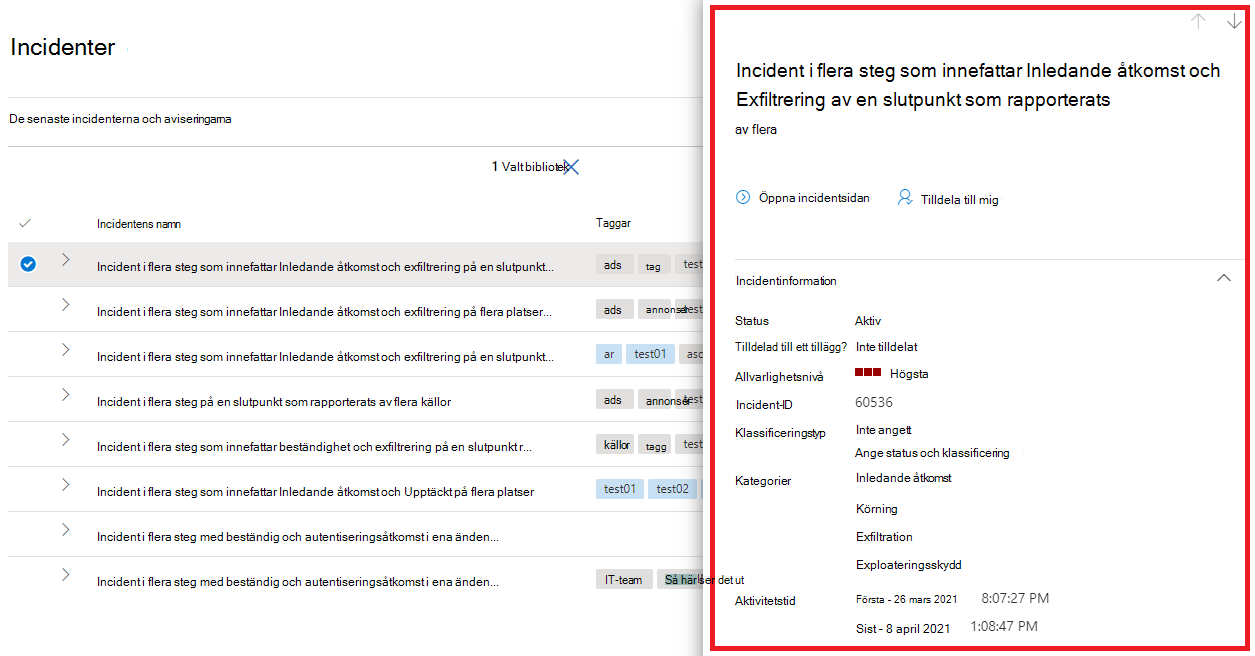 Incidenter
De senaste incidenterna och aviseringarna
1 Valt bibliotek
Incidentens namn Taggar
Incident i flera steg som innefattar Inledande åtkomst och exfiltrering på en slutpunkt... ads tag test
Incident i flera steg som innefattar Inledande åtkomst och exfiltrering på flera platser... ads annonser test
Incident i flera steg som innefattar Inledande åtkomst och exfiltrering på en slutpunkt... ar test01 asd
Incident i flera steg på en slutpunkt som rapporterats av flera källor ads annonser test
Incident i flera steg som innefattar beständighet och exfiltrering på en slutpunkt r... källor tagg test
Incident i flera steg som innefattar Inledande åtkomst och Upptäckt på flera platser test01 test02
Incident i flera steg med beständig och autentiseringsåtkomst i ena änden...
Incident i flera steg med beständig och autentiseringsåtkomst i ena änden... IT-team Så här ser det ut
Incident i flera steg som innefattar Inledande åtkomst och
Exfiltrering av en slutpunkt som rapporterats
av flera
Öppna incidentsidan Tilldela till mig
Incidentinformation
Status Aktiv
Tilldelad till ett tillägg? Inte tilldelat
Allvarlighetsnivå Högsta
Incident-ID 60536
Klassificeringstyp Inte angett
Ange status och klassificering
Kategorier Inledande åtkomst
Körning
Exfiltration
Exploateringsskydd
Aktivitetstid Första - 26 mars 2021 8:07:27 PM
Sist - 8 april 2021 1:08:47 PM